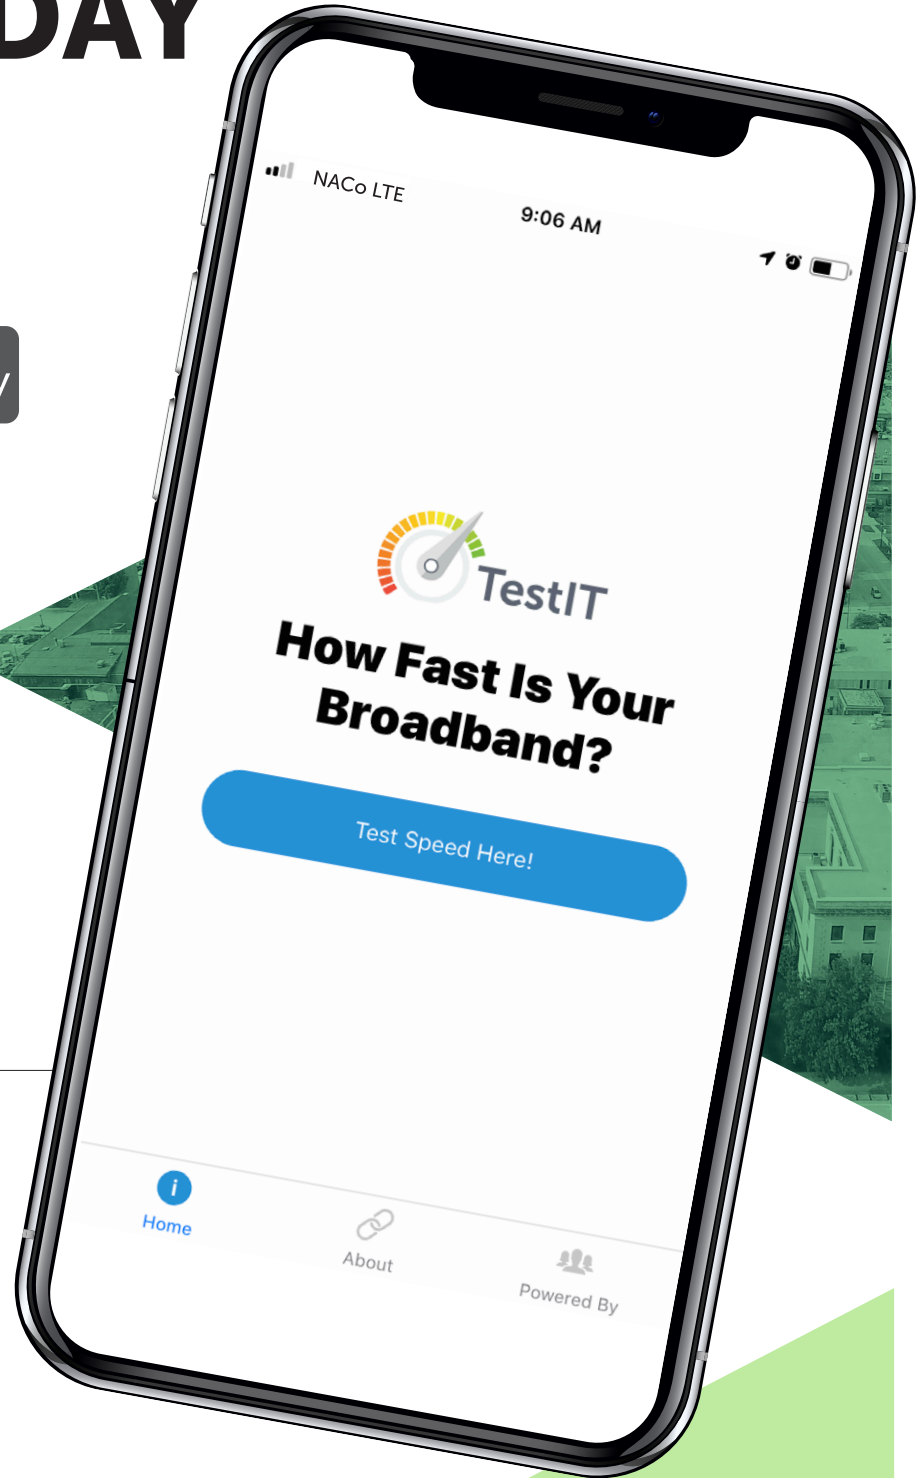 DAY
NACo LTE
9:06 AM
y
TestIT
How Fast Is Your
Broadband?
Test Speed Here!
i
Home
About
Powered By